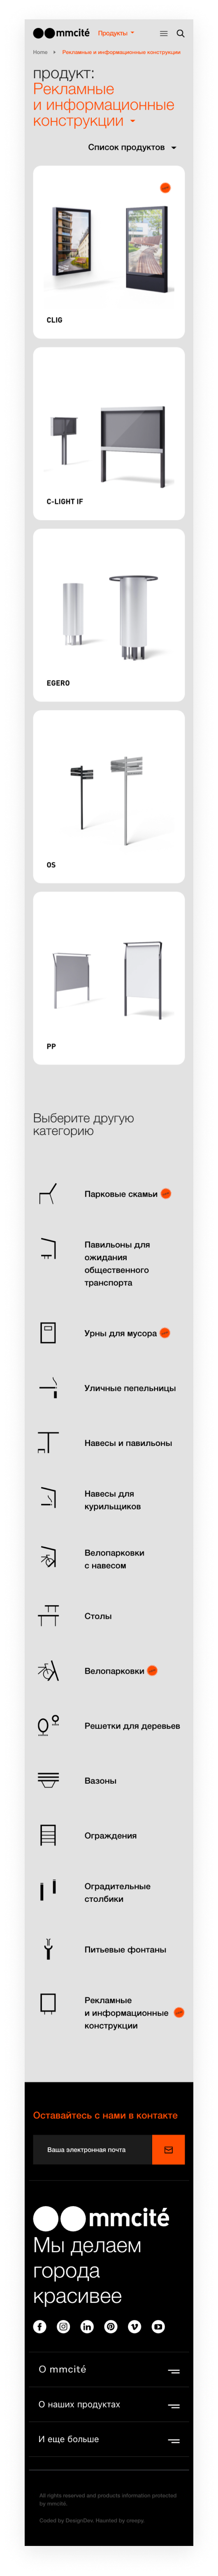 mmcité Продукты
Home Рекламные и информационные конструкции
продукт:
Рекламные
и информационные
конструкции
Список продуктов
CLIG
C-LIGHT IF
EGERO
OS
PP
Выберите другую
категорию
Парковые скамьи
Павильоны для
ожидания
общественного
транспорта
Урны для мусора
Уличные пепельницы
Навесы и павильоны
Навесы для
курильщиков
Велопарковки
с навесом
Столы
Велопарковки
Решетки для деревьев
Вазоны
Ограждения
Оградительные
столбики
Питьевые фонтаны
Рекламные
и информационные
конструкции
Оставайтесь с нами в контакте
Ваша электронная почта
mmcité
Мы делаем
города
красивее
О mmcité
О наших продуктах
И еще больше
All rights reserved and products information protected
by mmcité.
Coded by DesignDev. Haunted by creepy.